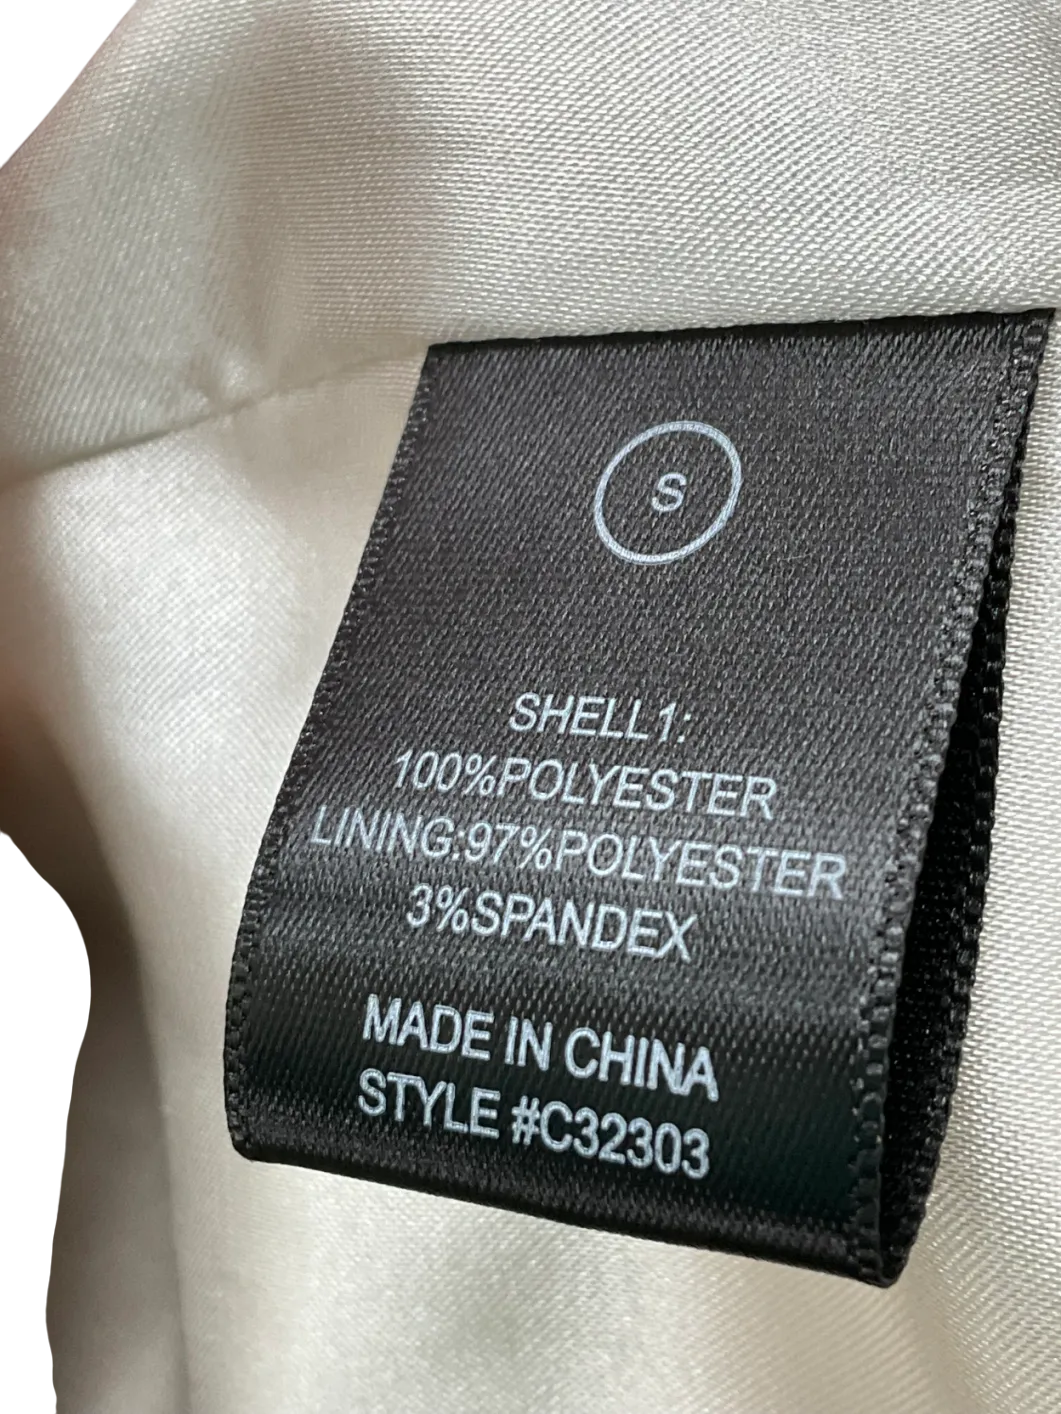 S
SHELL1:
100%POLYESTER
LINING:97%POLYESTER
3%SPANDEX
MADE IN CHINA
STYLE #C32303